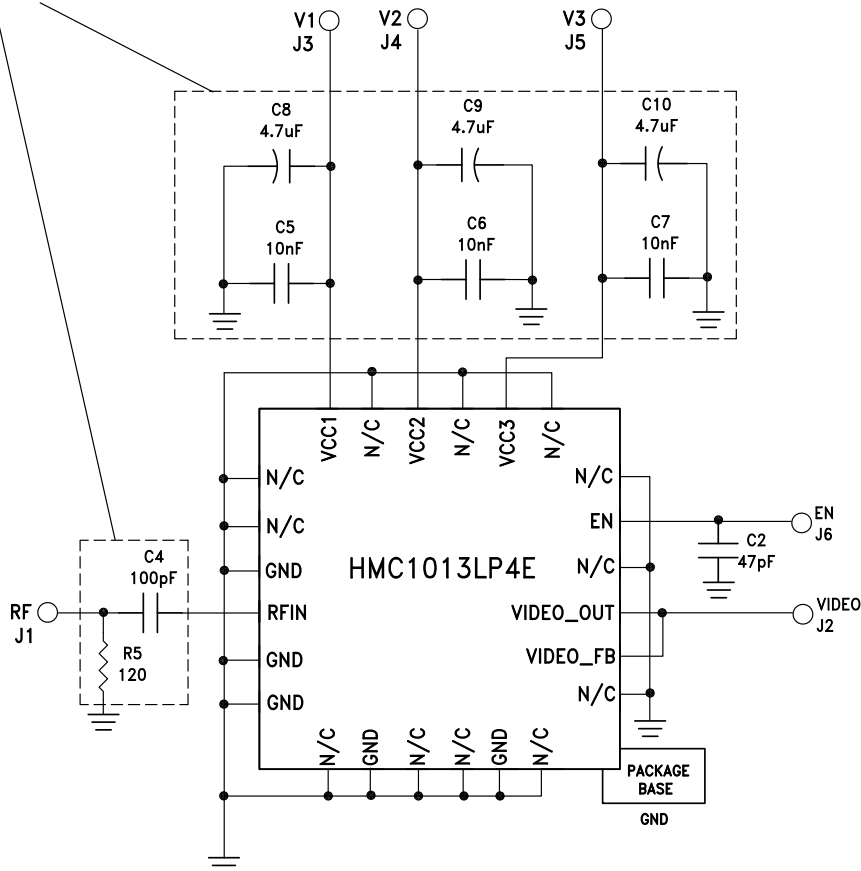 V1
J3
V2
J4
V3
J5
C8
4.7uF
C9
4.7uF
C10
4.7uF
C5
10nF
C6
10nF
C7
10nF
VCC1
N/C
VCC2
N/C
VCC3
N/C
N/C
N/C
GND
RFIN
GND
GND
HMC1013LP4E
N/C
EN
N/C
VIDEO_OUT
VIDEO_FB
N/C
EN
J6
C2
47pF
VIDEO
J2
C4
100pF
RF
J1
R5
120
N/C
GND
N/C
N/C
GND
N/C
PACKAGE
BASE
GND